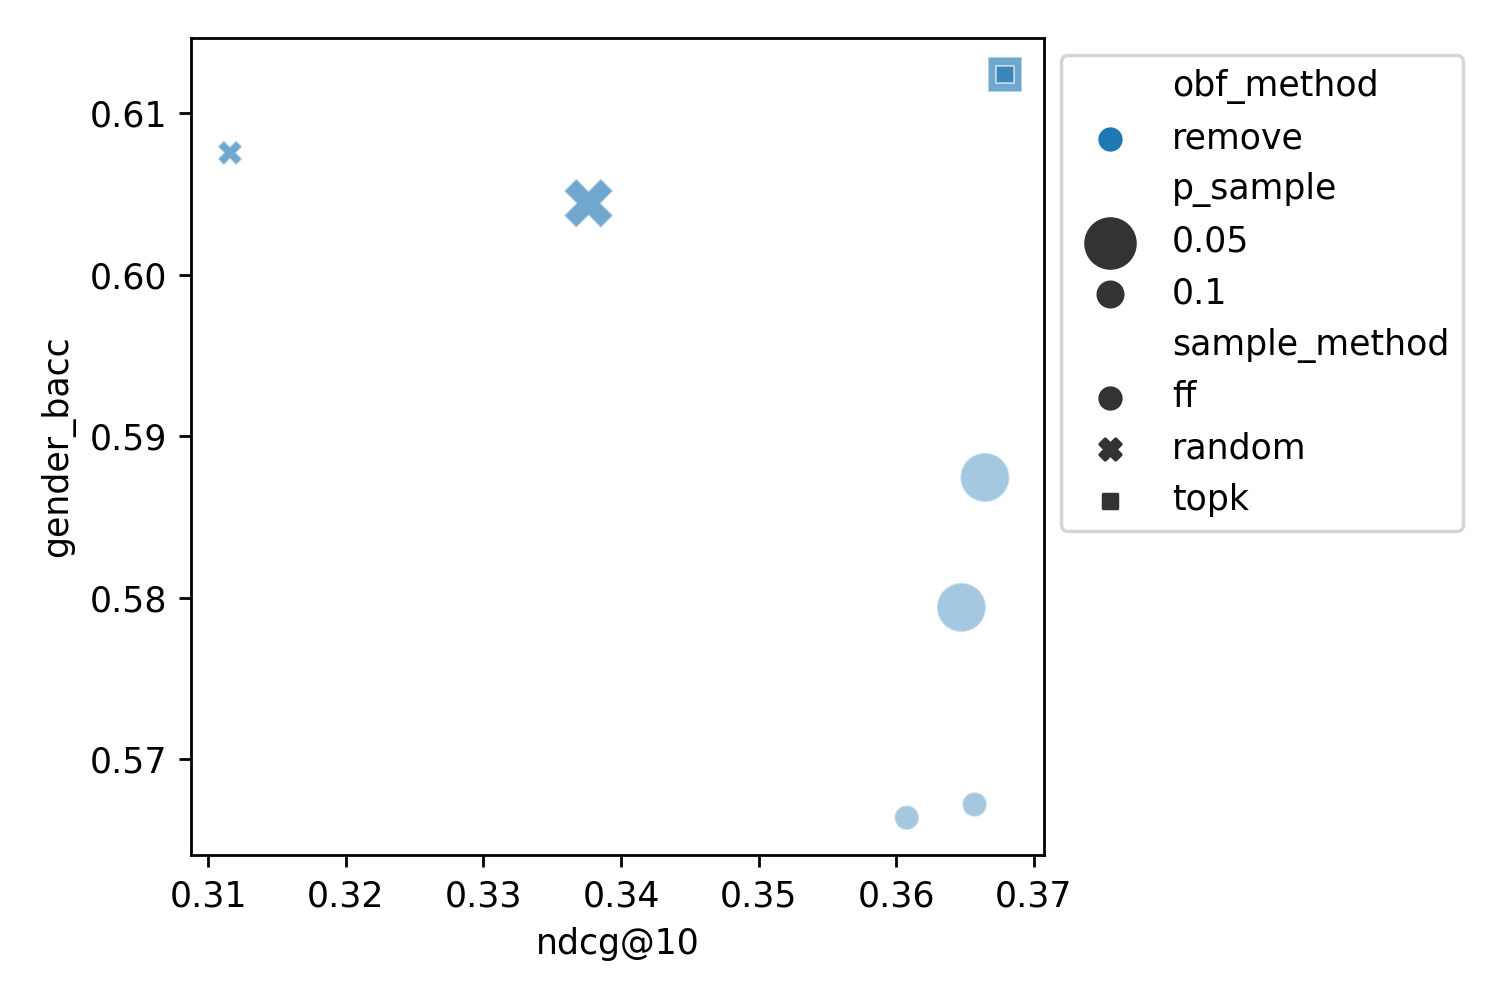 0.61
0.60
0.59
0.58
0.57
gender_bacc
0.31 0.32 0.33 0.34 0.35 0.36 0.37
ndcg@10
obf_method
remove
p_sample
0.05
0.1
sample_method
ff
random
topk